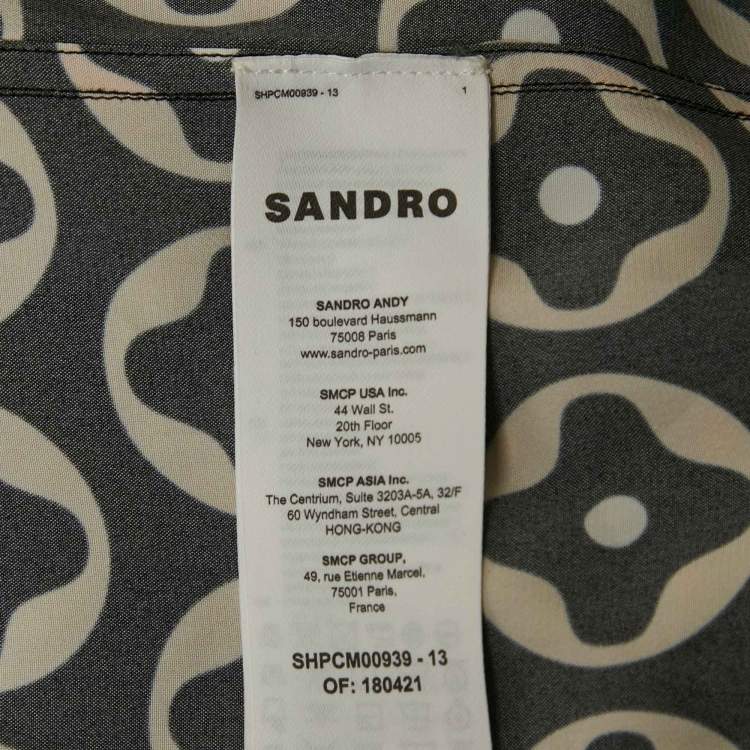 SHPCM00939 - 13 1
SANDRO
SANDRO ANDY
150 boulevard Haussmann
75008 Paris
www.sandro-paris.com
SMCP USA Inc.
44 Wall St.
20th Floor
New York, NY 10005
SMCP ASIA Inc.
The Centrium, Suite 3203A-5A, 32/F
60 Wyndham Street, Central
HONG-KONG
SMCP GROUP,
49, rue Etienne Marcel,
75001 Paris,
France
SHPCM00939 - 13
OF: 180421